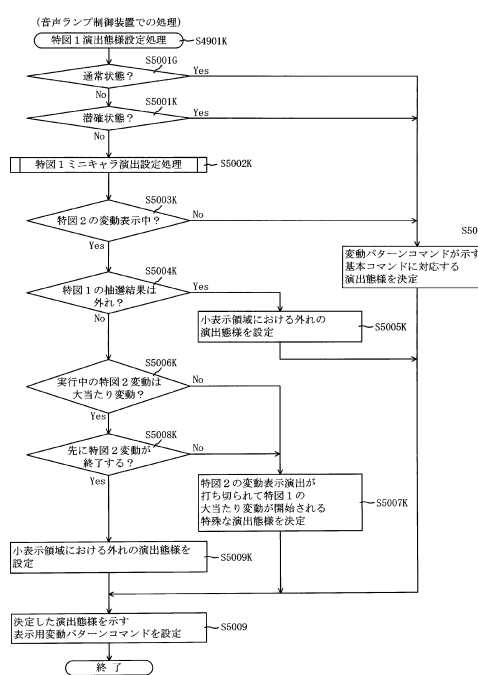 (音声ランプ制御装置での処理)
特図１演出態様設定処理
S4901K
S5001G
通常状態？
Yes
No
S5001K
潜確状態？
Yes
No
特図１ミニキャラ演出設定処理
S5002K
S5003K
特図２の変動表示中？
No
Yes
S50
変動パターンコマンドが示す
基本コマンドに対応する
演出態様を決定
S5004K
特図１の抽選結果は
外れ？
Yes
No
小表示領域における外れの
演出態様を設定
S5005K
S5006K
実行中の特図２変動は
大当たり変動？
No
Yes
S5008K
先に特図２変動が
終了する？
No
Yes
特図２の変動表示演出が
打ち切られて特図１の
大当たり変動が開始される
特殊な演出態様を決定
S5007K
小表示領域における外れの演出態様を
設定
S5009K
決定した演出態様を示す
表示用変動パターンコマンドを設定
S5009
終了